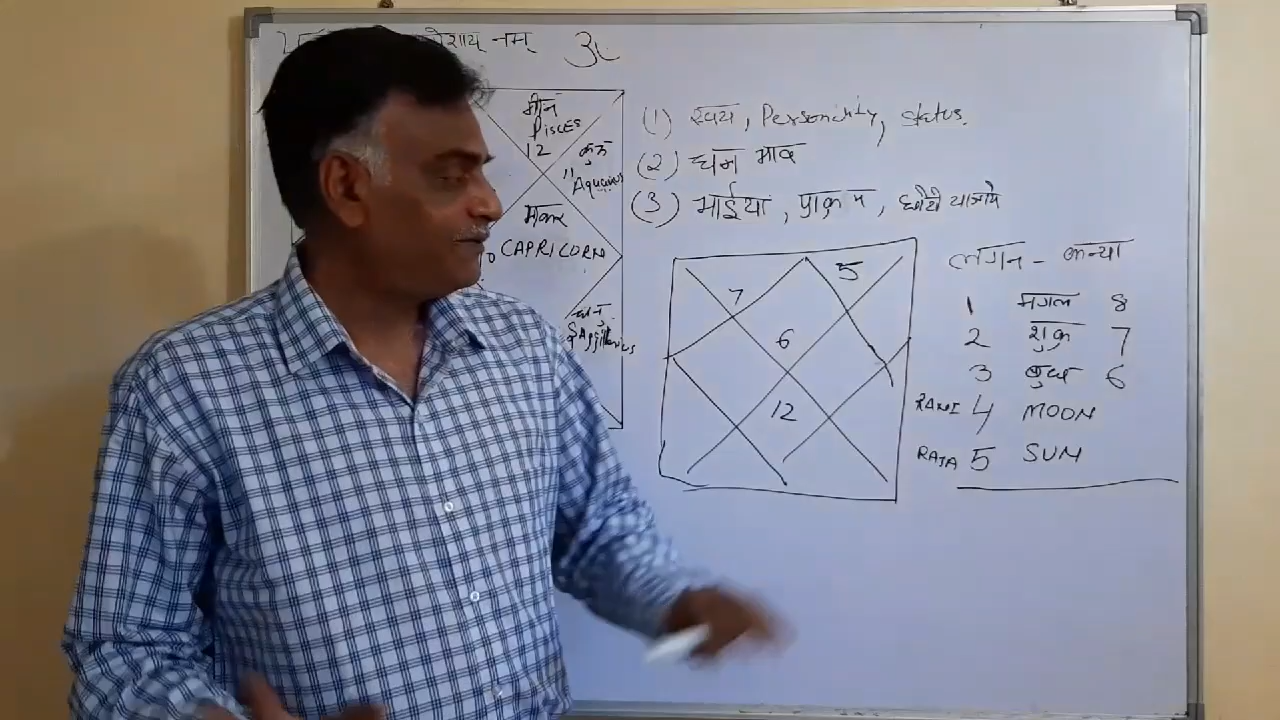 नम् ॐ
मीन
PISCES
12
11
Aquarius
मकर
10 CAPRICORN
धनु
SAgittarius
(1) स्वयं, Personality, status.
(2) धन भाव
(3) भाईयो, प्राक्रम, छोटी यात्राये
7 5
6
12
लगन - कन्या
1 मंगल 8
2 शुक्र 7
3 बुध 6
RANI 4 MOON
RAJA 5 SUN